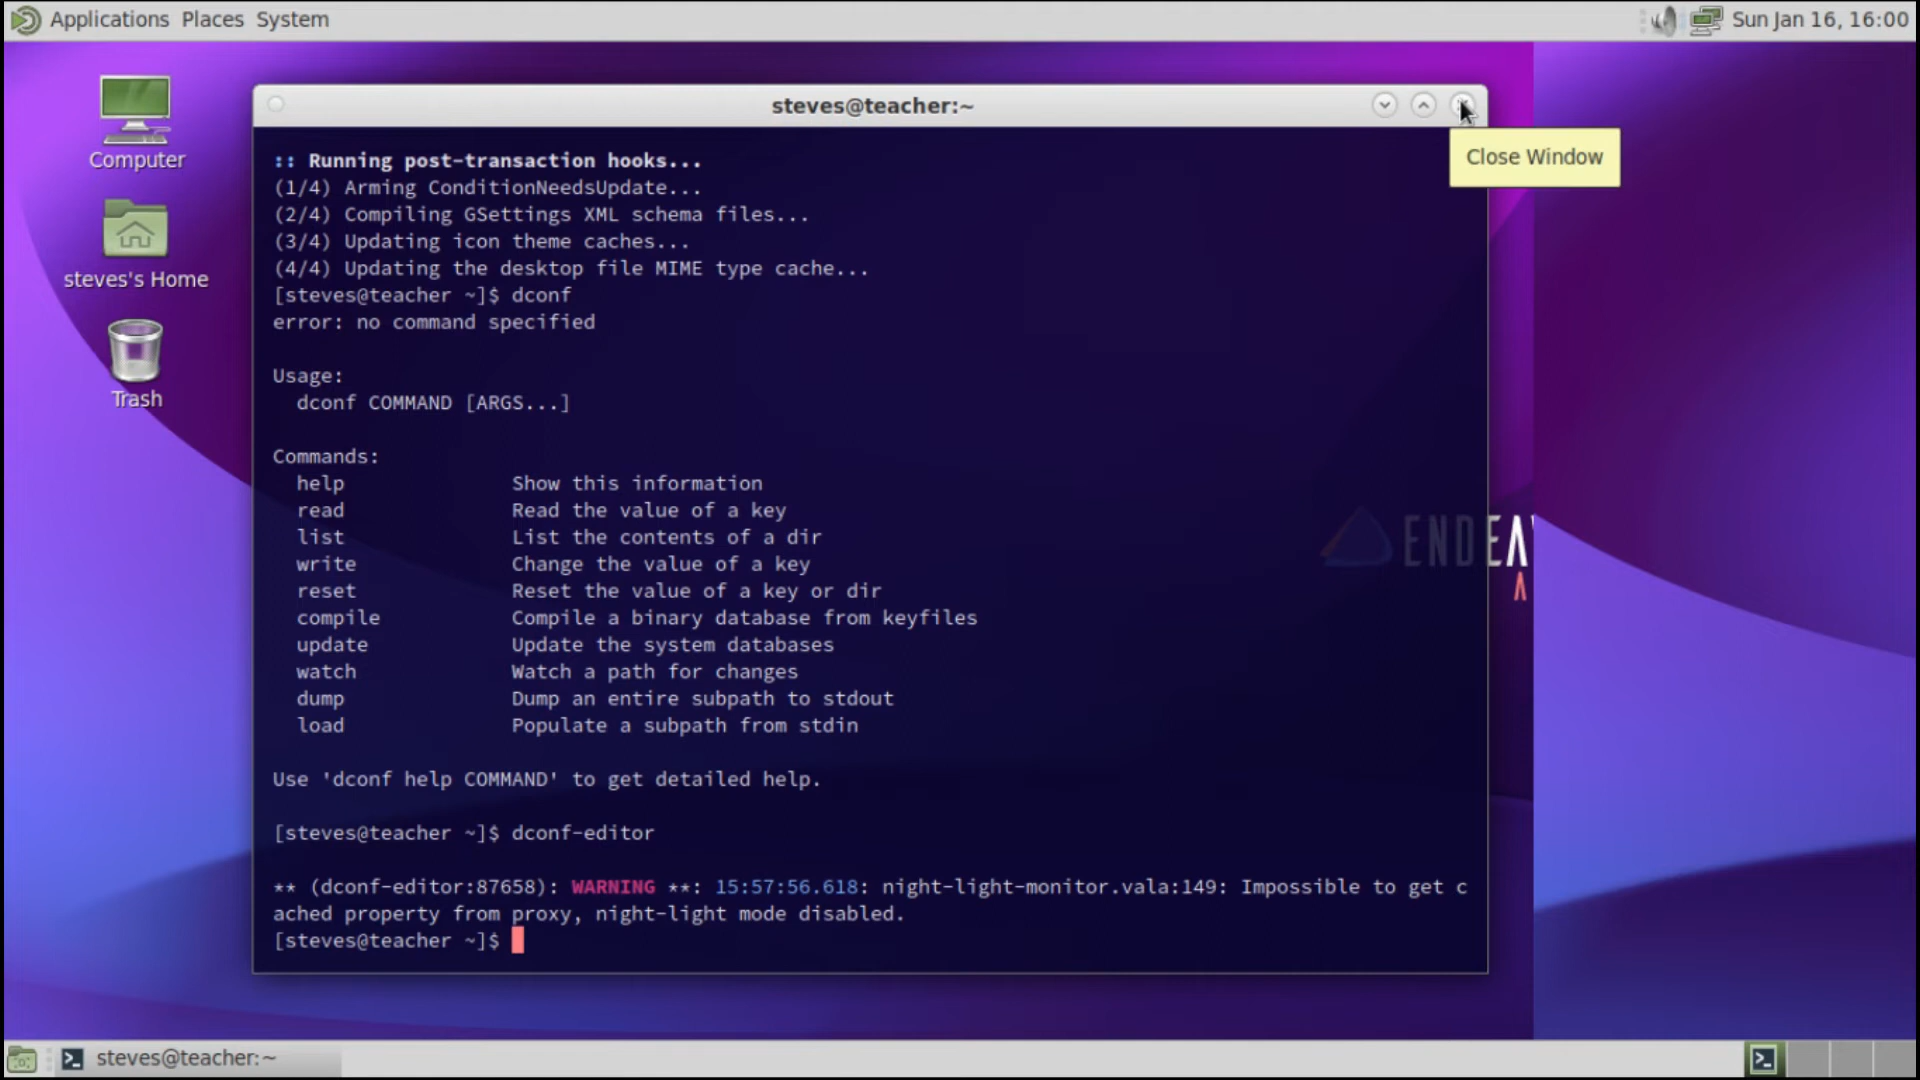 Applications Places System
Sun Jan 16, 16:00
steves@teacher:~
Close Window
Computer
steves's Home
Trash
:: Running post-transaction hooks...
(1/4) Arming ConditionNeedsUpdate...
(2/4) Compiling GSettings XML schema files...
(3/4) Updating icon theme caches...
(4/4) Updating the desktop file MIME type cache...
[steves@teacher ~]$ dconf
error: no command specified
Usage:
dconf COMMAND [ARGS...]
Commands:
help Show this information
read Read the value of a key
list List the contents of a dir
write Change the value of a key
reset Reset the value of a key or dir
compile Compile a binary database from keyfiles
update Update the system databases
watch Watch a path for changes
dump Dump an entire subpath to stdout
load Populate a subpath from stdin
Use 'dconf help COMMAND' to get detailed help.
[steves@teacher ~]$ dconf-editor
** (dconf-editor:87658): WARNING **: 15:57:56.618: night-light-monitor.vala:149: Impossible to get c
ached property from proxy, night-light mode disabled.
[steves@teacher ~]$
ENDEA
A
steves@teacher:~